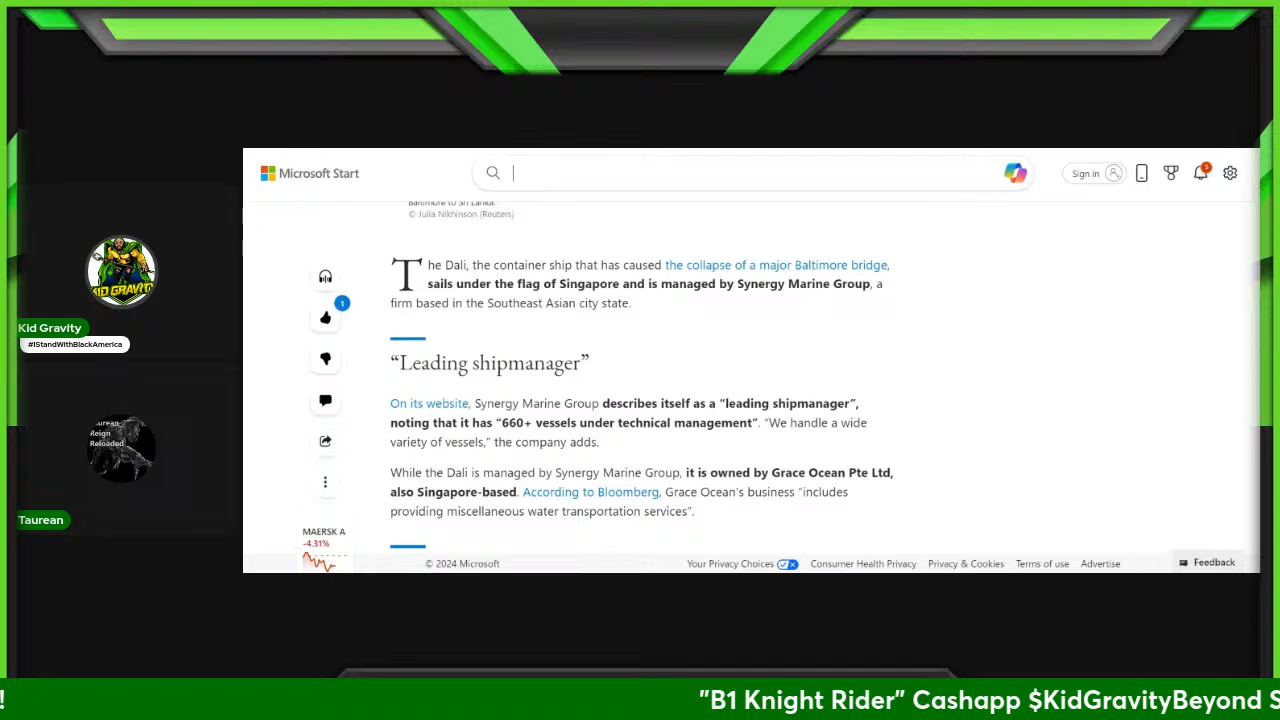 Microsoft Start
Sign in
5
Baltimore to Sri Lanka.
© Julia Nikhinson (Reuters)
The Dali, the container ship that has caused the collapse of a major Baltimore bridge,
sails under the flag of Singapore and is managed by Synergy Marine Group, a
firm based in the Southeast Asian city state.
1
“Leading shipmanager”
On its website, Synergy Marine Group describes itself as a “leading shipmanager”,
noting that it has “660+ vessels under technical management”. “We handle a wide
variety of vessels,” the company adds.
While the Dali is managed by Synergy Marine Group, it is owned by Grace Ocean Pte Ltd,
also Singapore-based. According to Bloomberg, Grace Ocean’s business “includes
providing miscellaneous water transportation services”.
MAERSK A
-4.31%
© 2024 Microsoft
Your Privacy Choices
Consumer Health Privacy
Privacy & Cookies
Terms of use
Advertise
Feedback
KID GRAVITY
Kid Gravity
#IStandWithBlackAmerica
Taurean
Reign
Reloaded
Taurean
! "B1 Knight Rider" Cashapp $KidGravityBeyond S